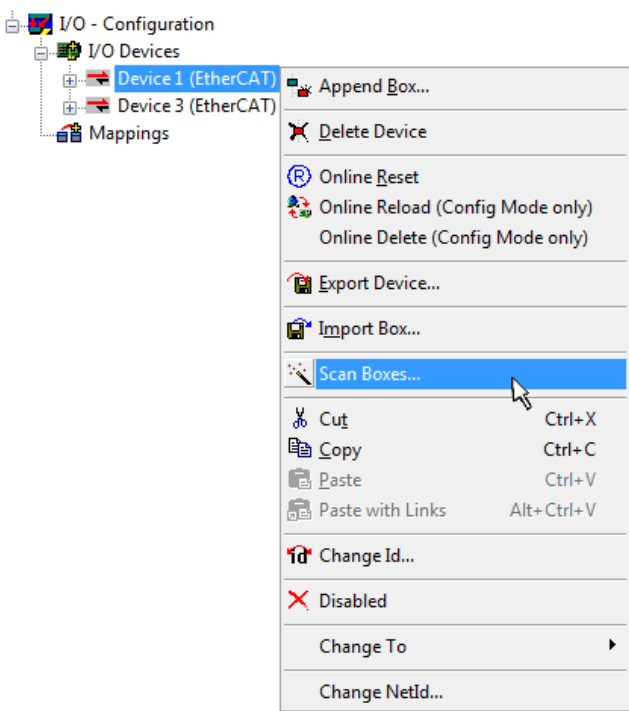 I/O - Configuration
I/O Devices
Device 1 (EtherCAT)
Device 3 (EtherCAT)
Mappings
Append Box...
Delete Device
Online Reset
Online Reload (Config Mode only)
Online Delete (Config Mode only)
Export Device...
Import Box...
Scan Boxes...
Cut Ctrl+X
Copy Ctrl+C
Paste Ctrl+V
Paste with Links Alt+Ctrl+V
Change Id...
Disabled
Change To
Change NetId...